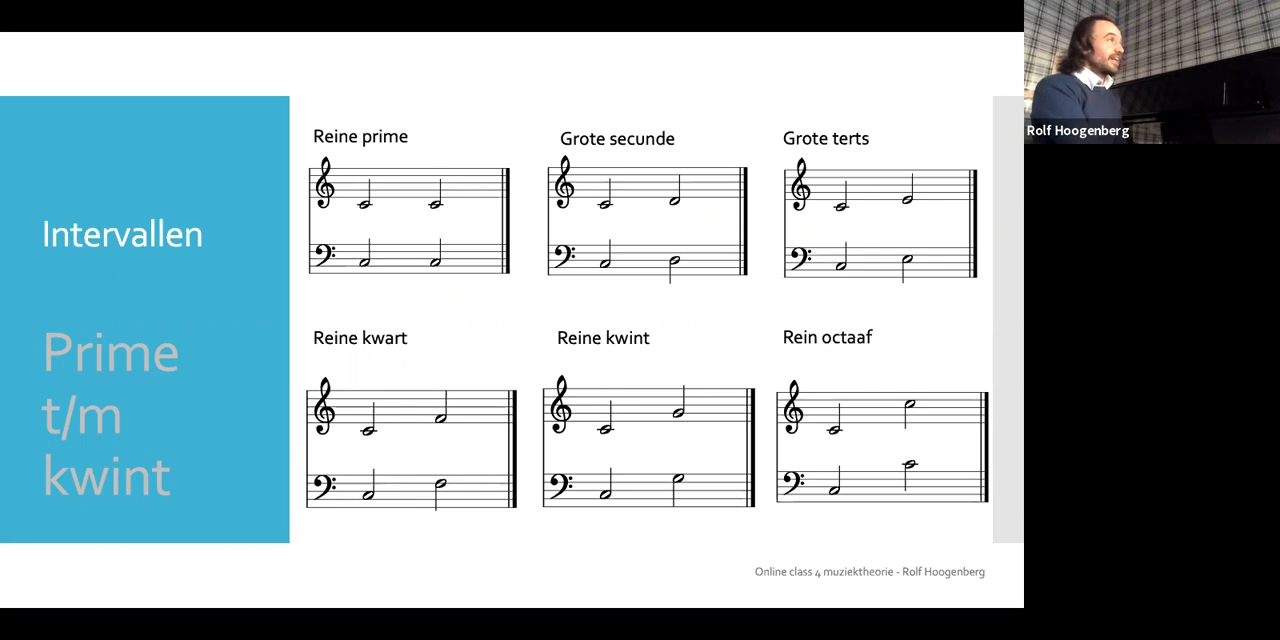 Intervallen
Prime
t/m
kwint
Reine prime
Grote secunde
Grote terts
Reine kwart
Reine kwint
Rein octaaf
Online class 4 muziektheorie - Rolf Hoogenberg
Rolf Hoogenberg